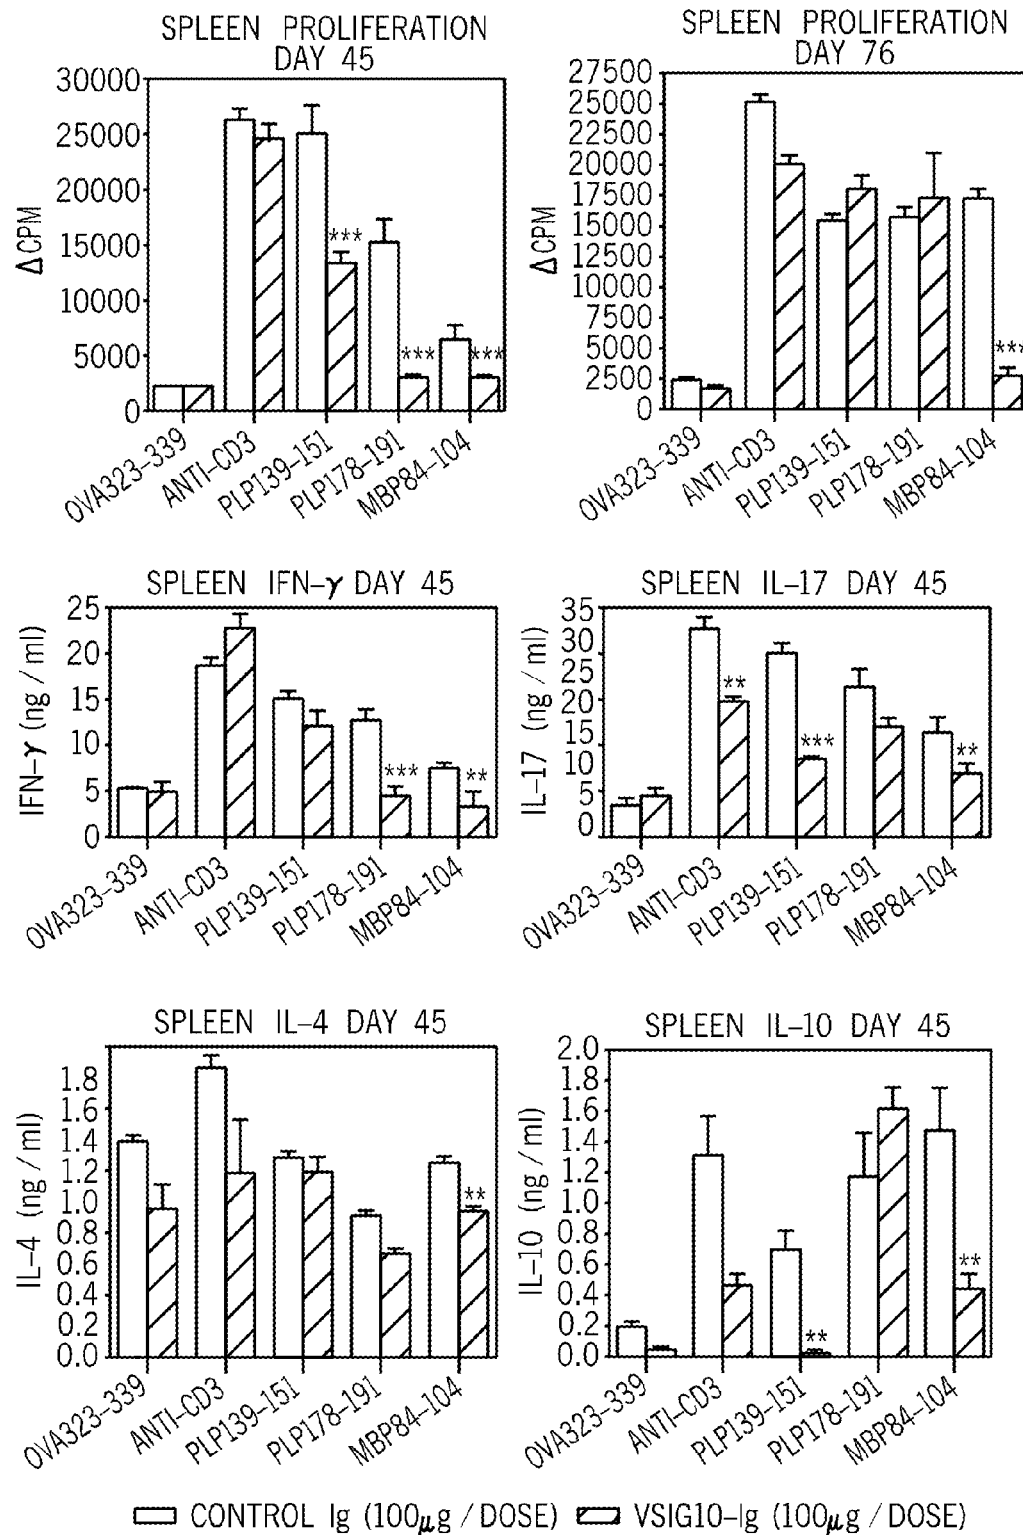 SPLEEN PROLIFERATION
DAY 45
30000
25000
20000
15000
10000
5000
0
ΔCPM
OVA323-339
ANTI-CD3
PLP139-151
PLP178-191
MBP84-104
***
***
***
SPLEEN PROLIFERATION
DAY 76
27500
25000
22500
20000
17500
15000
12500
10000
7500
5000
2500
0
ΔCPM
OVA323-339
ANTI-CD3
PLP139-151
PLP178-191
MBP84-104
***
SPLEEN IFN-γ DAY 45
25
20
15
10
5
0
IFN-γ (ng / ml)
OVA323-339
ANTI-CD3
PLP139-151
PLP178-191
MBP84-104
***
**
SPLEEN IL-17 DAY 45
35
30
25
20
15
10
5
0
IL-17 (ng / ml)
OVA323-339
ANTI-CD3
PLP139-151
PLP178-191
MBP84-104
**
***
**
SPLEEN IL-4 DAY 45
1.8
1.6
1.4
1.2
1.0
0.8
0.6
0.4
0.2
0.0
IL-4 (ng / ml)
OVA323-339
ANTI-CD3
PLP139-151
PLP178-191
MBP84-104
**
SPLEEN IL-10 DAY 45
2.0
1.8
1.6
1.4
1.2
1.0
0.8
0.6
0.4
0.2
0.0
IL-10 (ng / ml)
OVA323-339
ANTI-CD3
PLP139-151
PLP178-191
MBP84-104
**
**
CONTROL Ig (100μg / DOSE) VSIG10-Ig (100μg / DOSE)